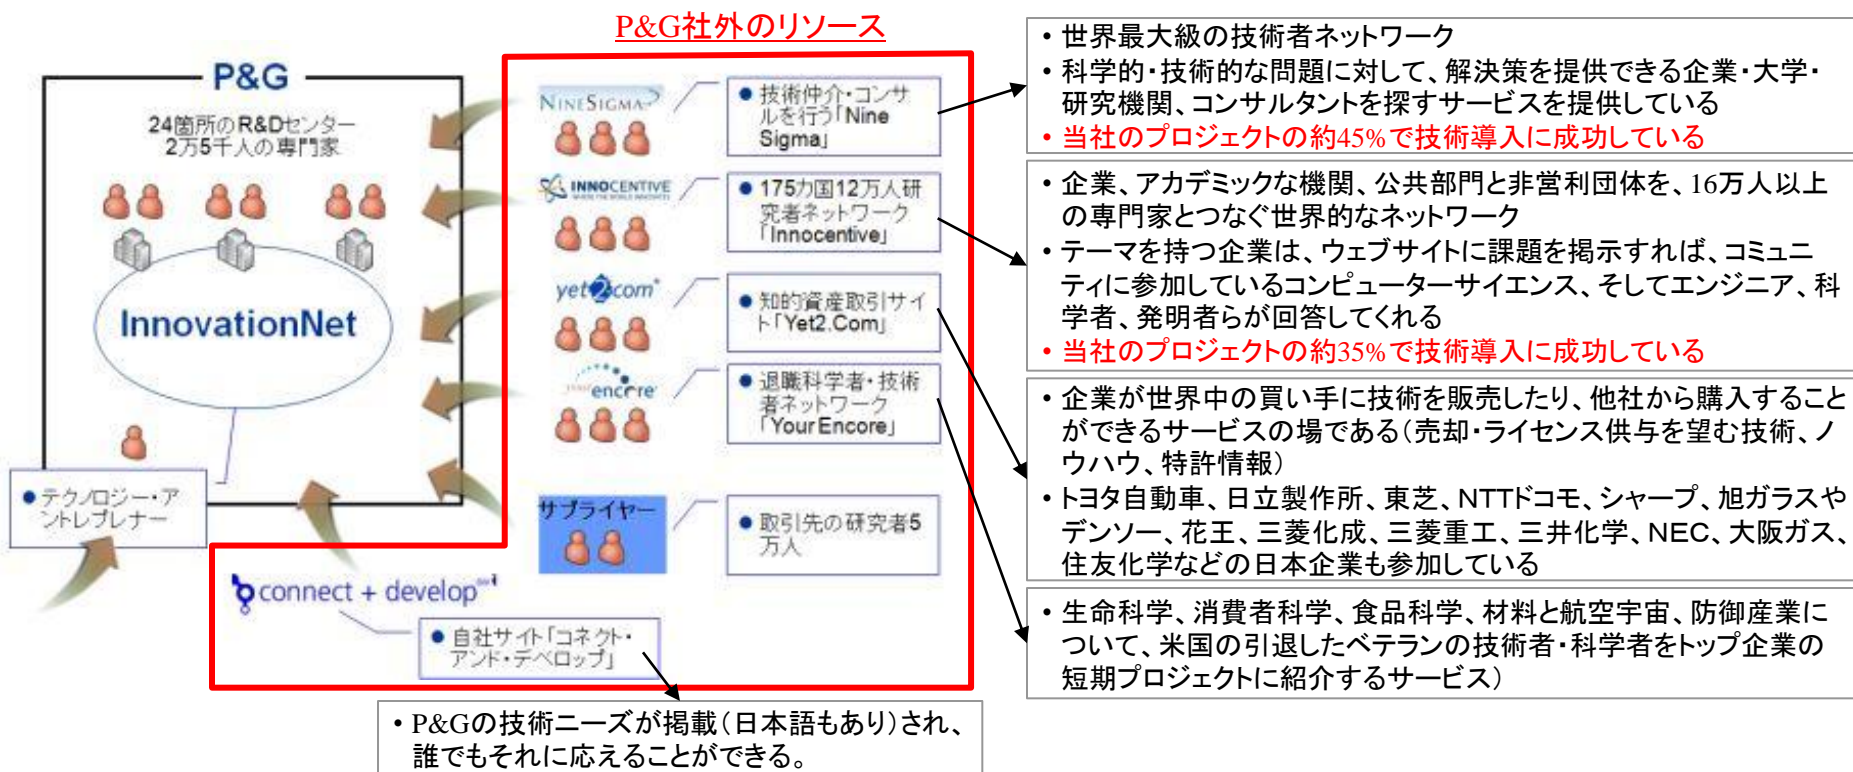 P&G社外のリソース
P&G
24箇所のR&Dセンター
2万5千人の専門家
InnovationNet
● テクノロジー・ア
ントレプレナー
NINESIGMA
● 技術仲介・コンサ
ルを行う「Nine
Sigma」
INNOCENTIVE
● 175カ国12万人研
究者ネットワーク
「Innocentive」
yet2com
● 知的資産取引サイ
ト「Yet2.Com」
encore
● 退職科学者・技術
者ネットワーク
「YourEncore」
サプライヤー
● 取引先の研究者5
万人
connect + develop
● 自社サイト「コネクト・
アンド・デベロップ」
• 世界最大級の技術者ネットワーク
• 科学的・技術的な問題に対して、解決策を提供できる企業・大学・
研究機関、コンサルタントを探すサービスを提供している
• 当社のプロジェクトの約45%で技術導入に成功している
• 企業、アカデミックな機関、公共部門と非営利団体を、16万人以上
の専門家とつなぐ世界的なネットワーク
• テーマを持つ企業は、ウェブサイトに課題を掲示すれば、コミュニ
ティに参加しているコンピューターサイエンス、そしてエンジニア、科
学者、発明者らが回答してくれる
• 当社のプロジェクトの約35%で技術導入に成功している
• 企業が世界中の買い手に技術を販売したり、他社から購入すること
ができるサービスの場である(売却・ライセンス供与を望む技術、ノ
ウハウ、特許情報)
• トヨタ自動車、日立製作所、東芝、NTTドコモ、シャープ、旭ガラスや
デンソー、花王、三菱化成、三菱重工、三井化学、NEC、大阪ガス、
住友化学などの日本企業も参加している
• 生命科学、消費者科学、食品科学、材料と航空宇宙、防御産業に
ついて、米国の引退したベテランの技術者・科学者をトップ企業の
短期プロジェクトに紹介するサービス)
• P&Gの技術ニーズが掲載(日本語もあり)され、
誰でもそれに応えることができる。